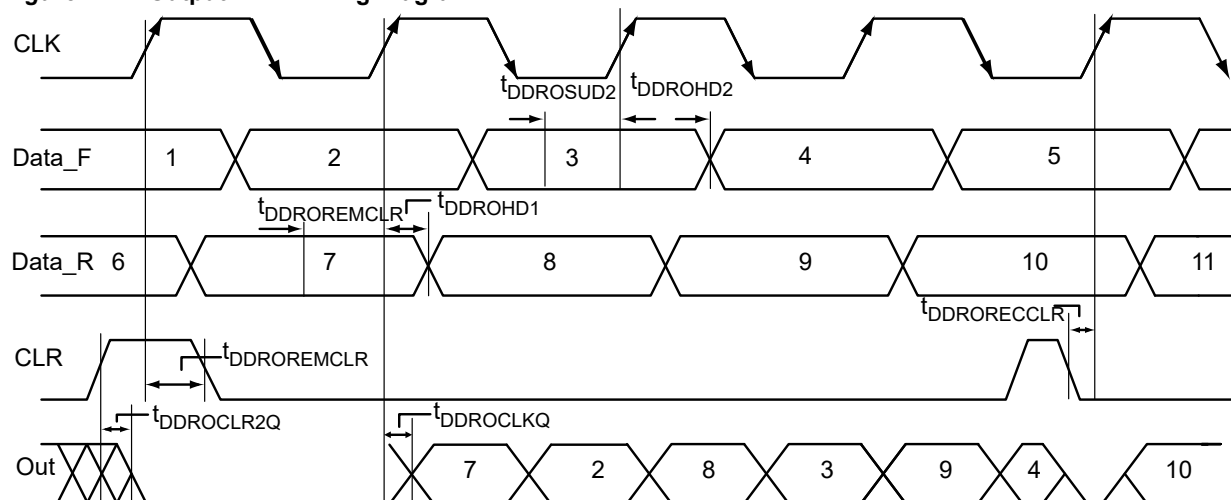 CLK
tDDROSUD2 tDDROHD2
Data_F 1 2 3 4 5
tDDROREMCLR tDDROHD1
Data_R 6 7 8 9 10 11
tDDRORECCLR
CLR tDDROREMCLR
tDDROCLR2Q tDDROCLKQ
Out 7 2 8 3 9 4 10